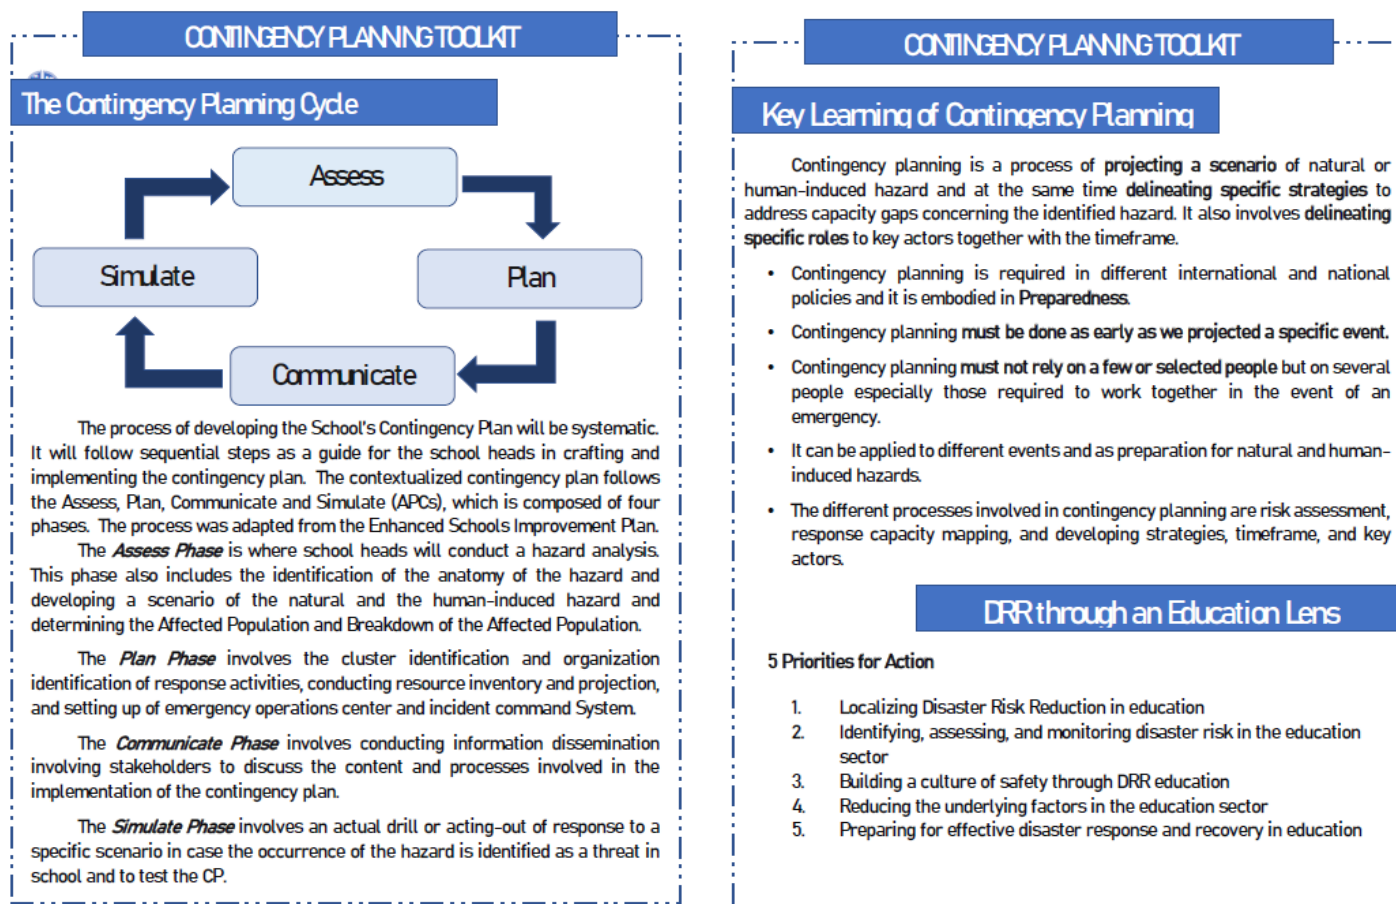 CONTINGENCY PLANNING TOOLKIT
The Contingency Planning Cycle
Assess
Simulate
Plan
Communicate
The process of developing the School's Contingency Plan will be systematic.
It will follow sequential steps as a guide for the school heads in crafting and
implementing the contingency plan. The contextualized contingency plan follows
the Assess, Plan, Communicate and Simulate (APCs), which is composed of four
phases. The process was adapted from the Enhanced Schools Improvement Plan.
The Assess Phase is where school heads will conduct a hazard analysis.
This phase also includes the identification of the anatomy of the hazard and
developing a scenario of the natural and the human-induced hazard and
determining the Affected Population and Breakdown of the Affected Population.
The Plan Phase involves the cluster identification and organization
identification of response activities, conducting resource inventory and projection,
and setting up of emergency operations center and incident command System.
The Communicate Phase involves conducting information dissemination
involving stakeholders to discuss the content and processes involved in the
implementation of the contingency plan.
The Simulate Phase involves an actual drill or acting-out of response to a
specific scenario in case the occurrence of the hazard is identified as a threat in
school and to test the CP.
CONTINGENCY PLANNING TOOLKIT
Key Learning of Contingency Planning
Contingency planning is a process of projecting a scenario of natural or
human-induced hazard and at the same time delineating specific strategies to
address capacity gaps concerning the identified hazard. It also involves delineating
specific roles to key actors together with the timeframe.
• Contingency planning is required in different international and national
policies and it is embodied in Preparedness.
• Contingency planning must be done as early as we projected a specific event.
• Contingency planning must not rely on a few or selected people but on several
people especially those required to work together in the event of an
emergency.
• It can be applied to different events and as preparation for natural and human-
induced hazards.
• The different processes involved in contingency planning are risk assessment,
response capacity mapping, and developing strategies, timeframe, and key
actors.
DRR through an Education Lens
5 Priorities for Action
1. Localizing Disaster Risk Reduction in education
2. Identifying, assessing, and monitoring disaster risk in the education
sector
3. Building a culture of safety through DRR education
4. Reducing the underlying factors in the education sector
5. Preparing for effective disaster response and recovery in education